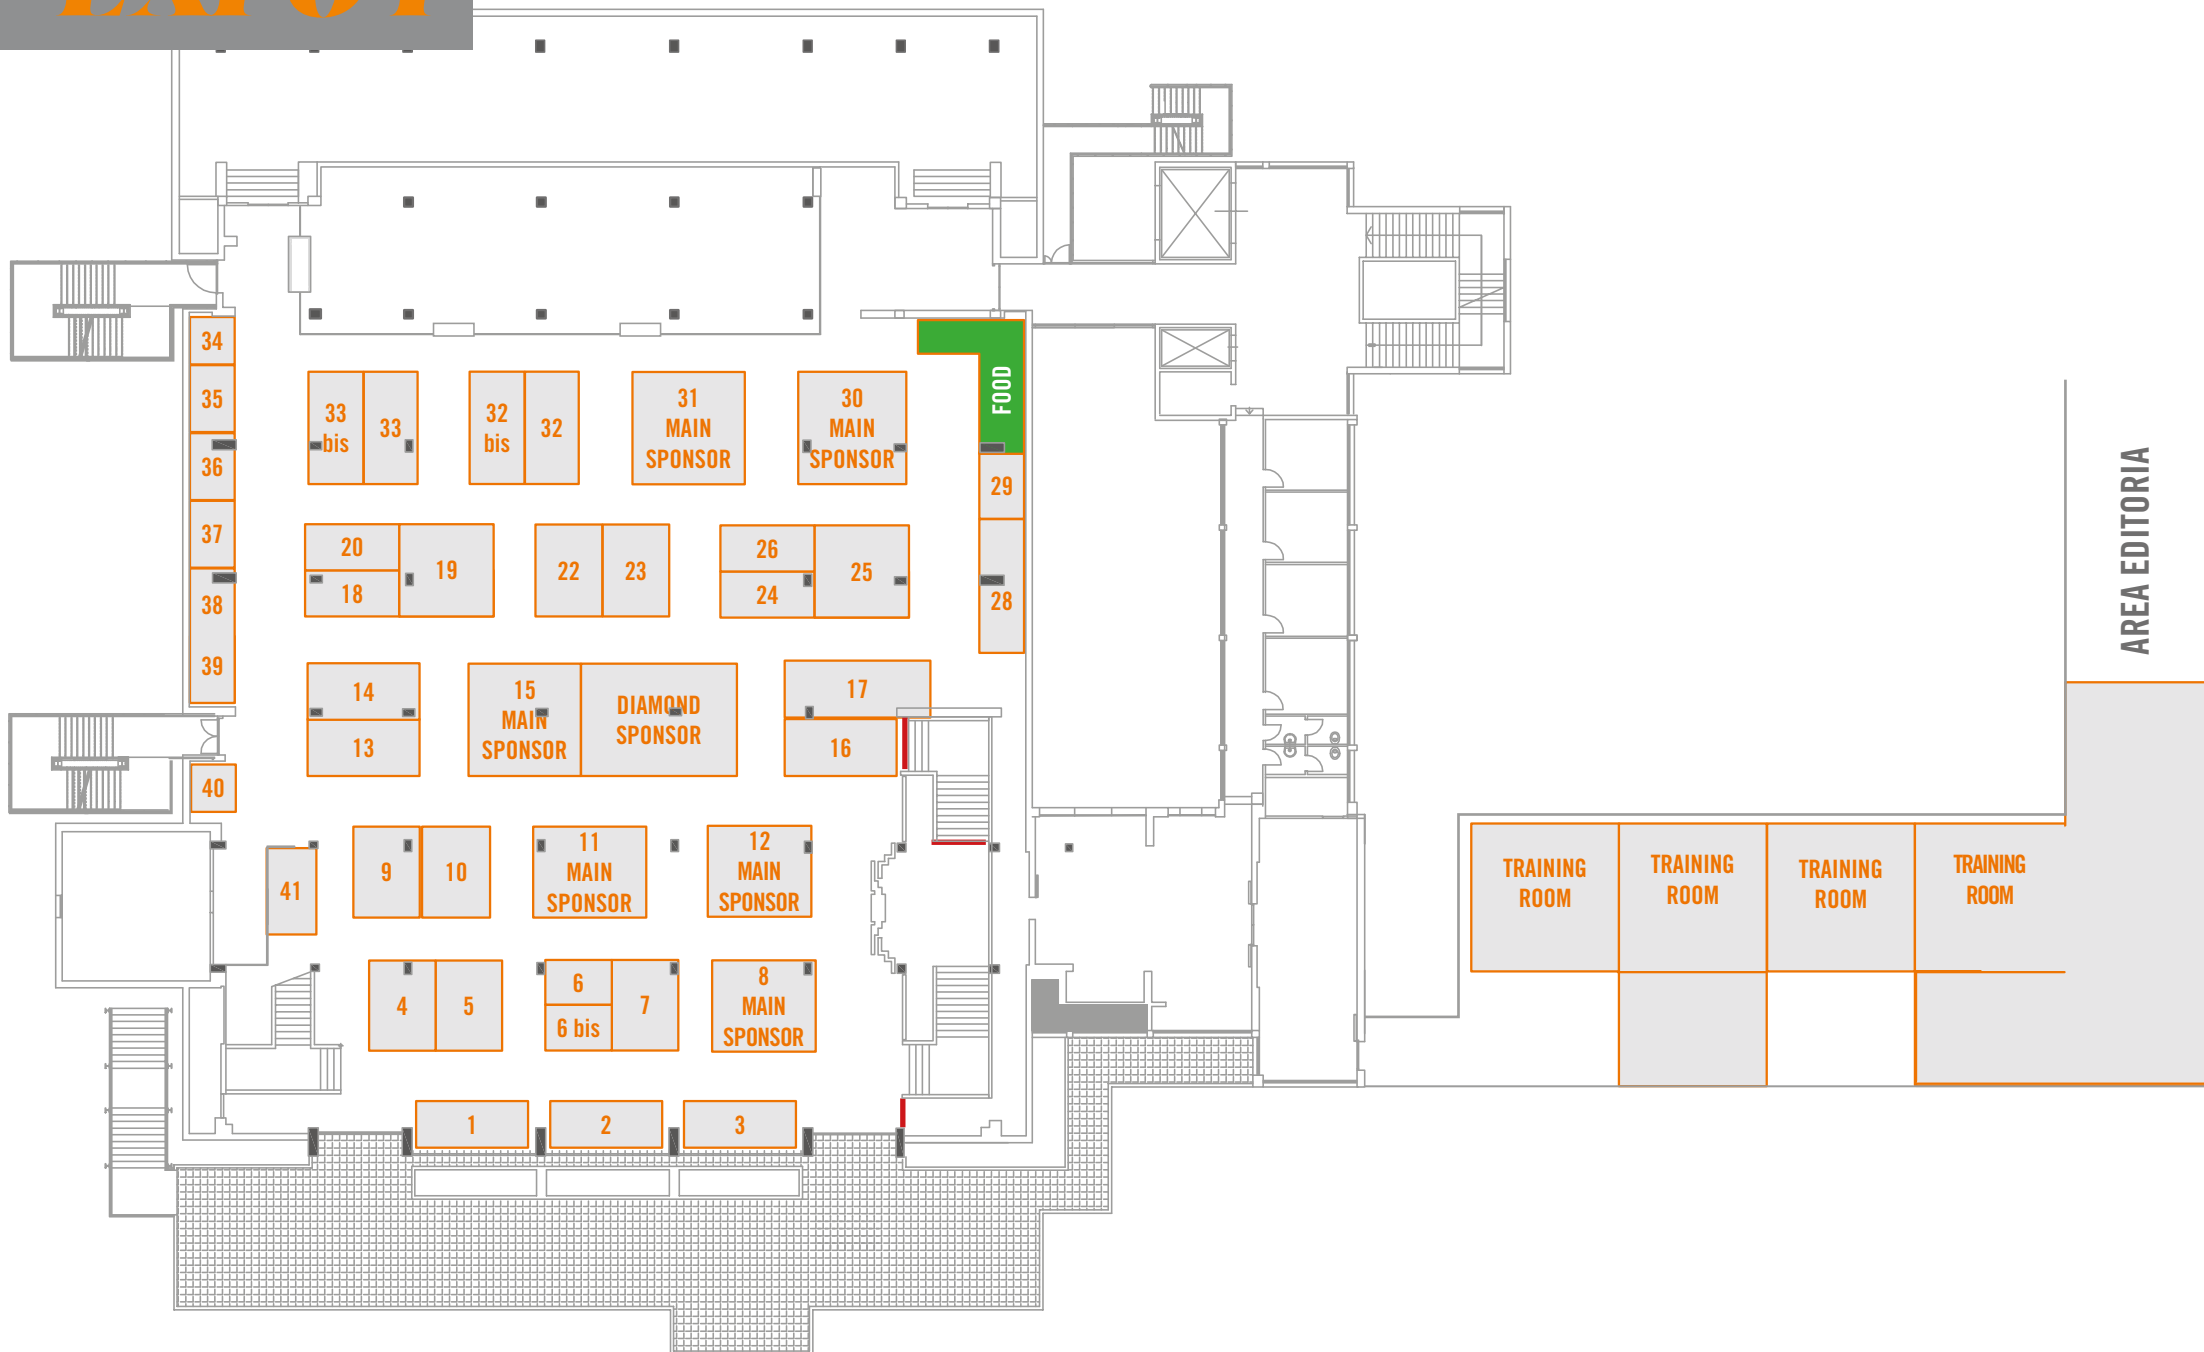 34
35
36
37
38
39
40
41
33
bis
33
32
bis
32
31
MAIN
SPONSOR
30
MAIN
SPONSOR
FOOD
29
28
20
18
19
22
23
26
24
25
14
13
15
MAIN
SPONSOR
DIAMOND
SPONSOR
17
16
9
10
11
MAIN
SPONSOR
12
MAIN
SPONSOR
4
5
6
6 bis
7
8
MAIN
SPONSOR
1
2
3
TRAINING
ROOM
TRAINING
ROOM
TRAINING
ROOM
TRAINING
ROOM
AREA EDITORIA